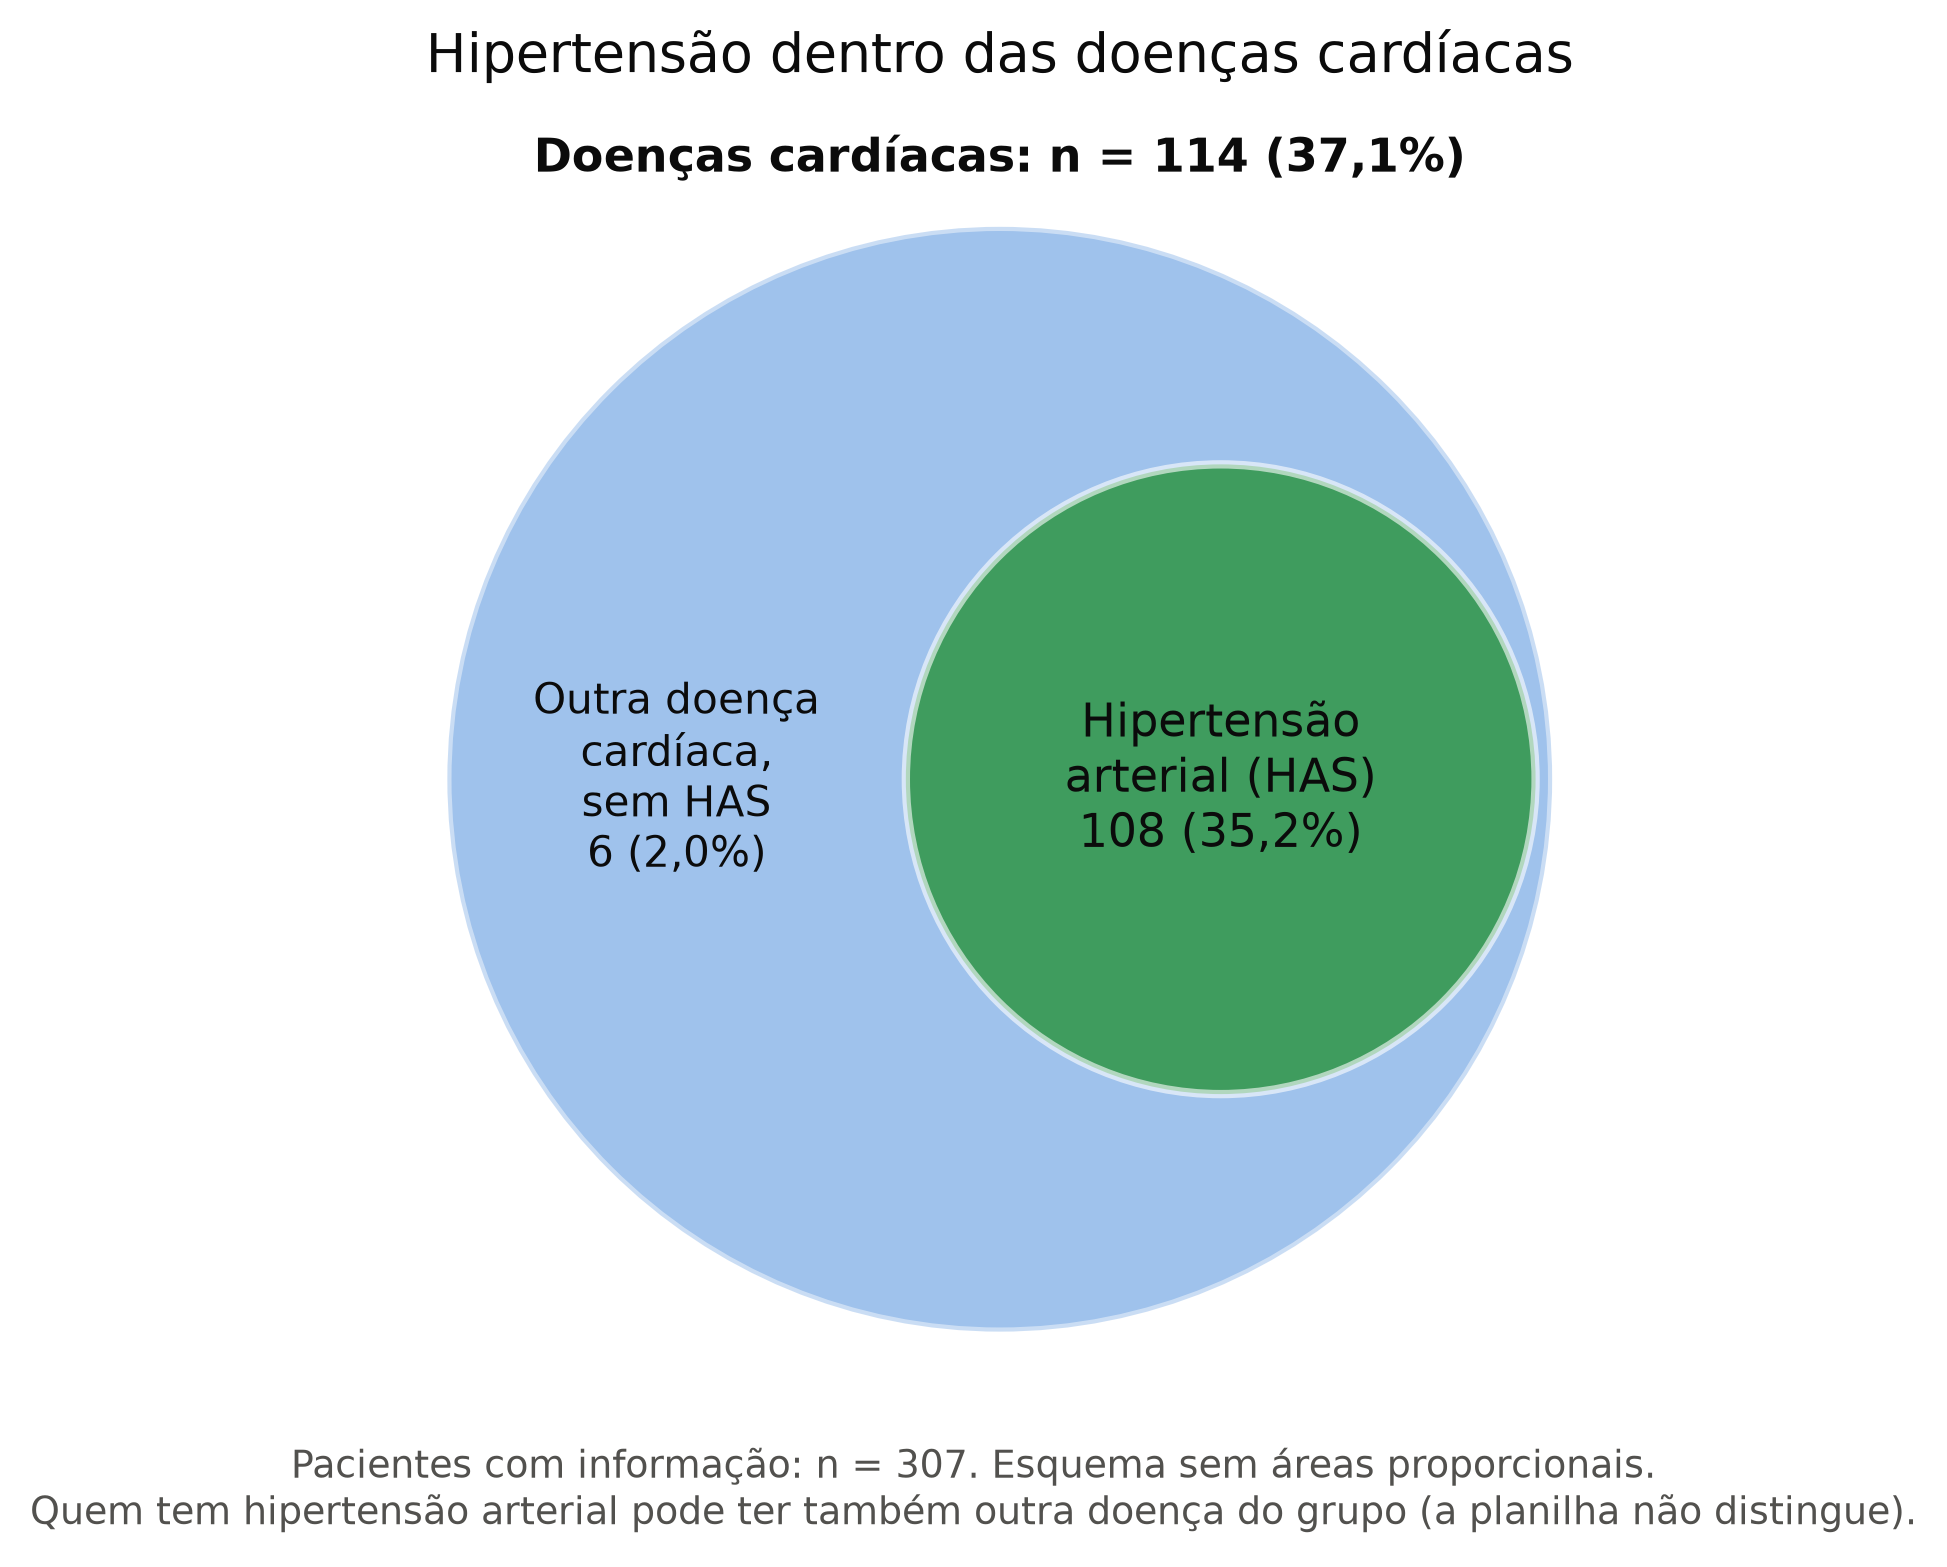 Hipertensão dentro das doenças cardíacas
Doenças cardíacas: n = 114 (37,1%)
Outra doença
cardíaca,
sem HAS
6 (2,0%)
Hipertensão
arterial (HAS)
108 (35,2%)
Pacientes com informação: n = 307. Esquema sem áreas proporcionais.
Quem tem hipertensão arterial pode ter também outra doença do grupo (a planilha não distingue).